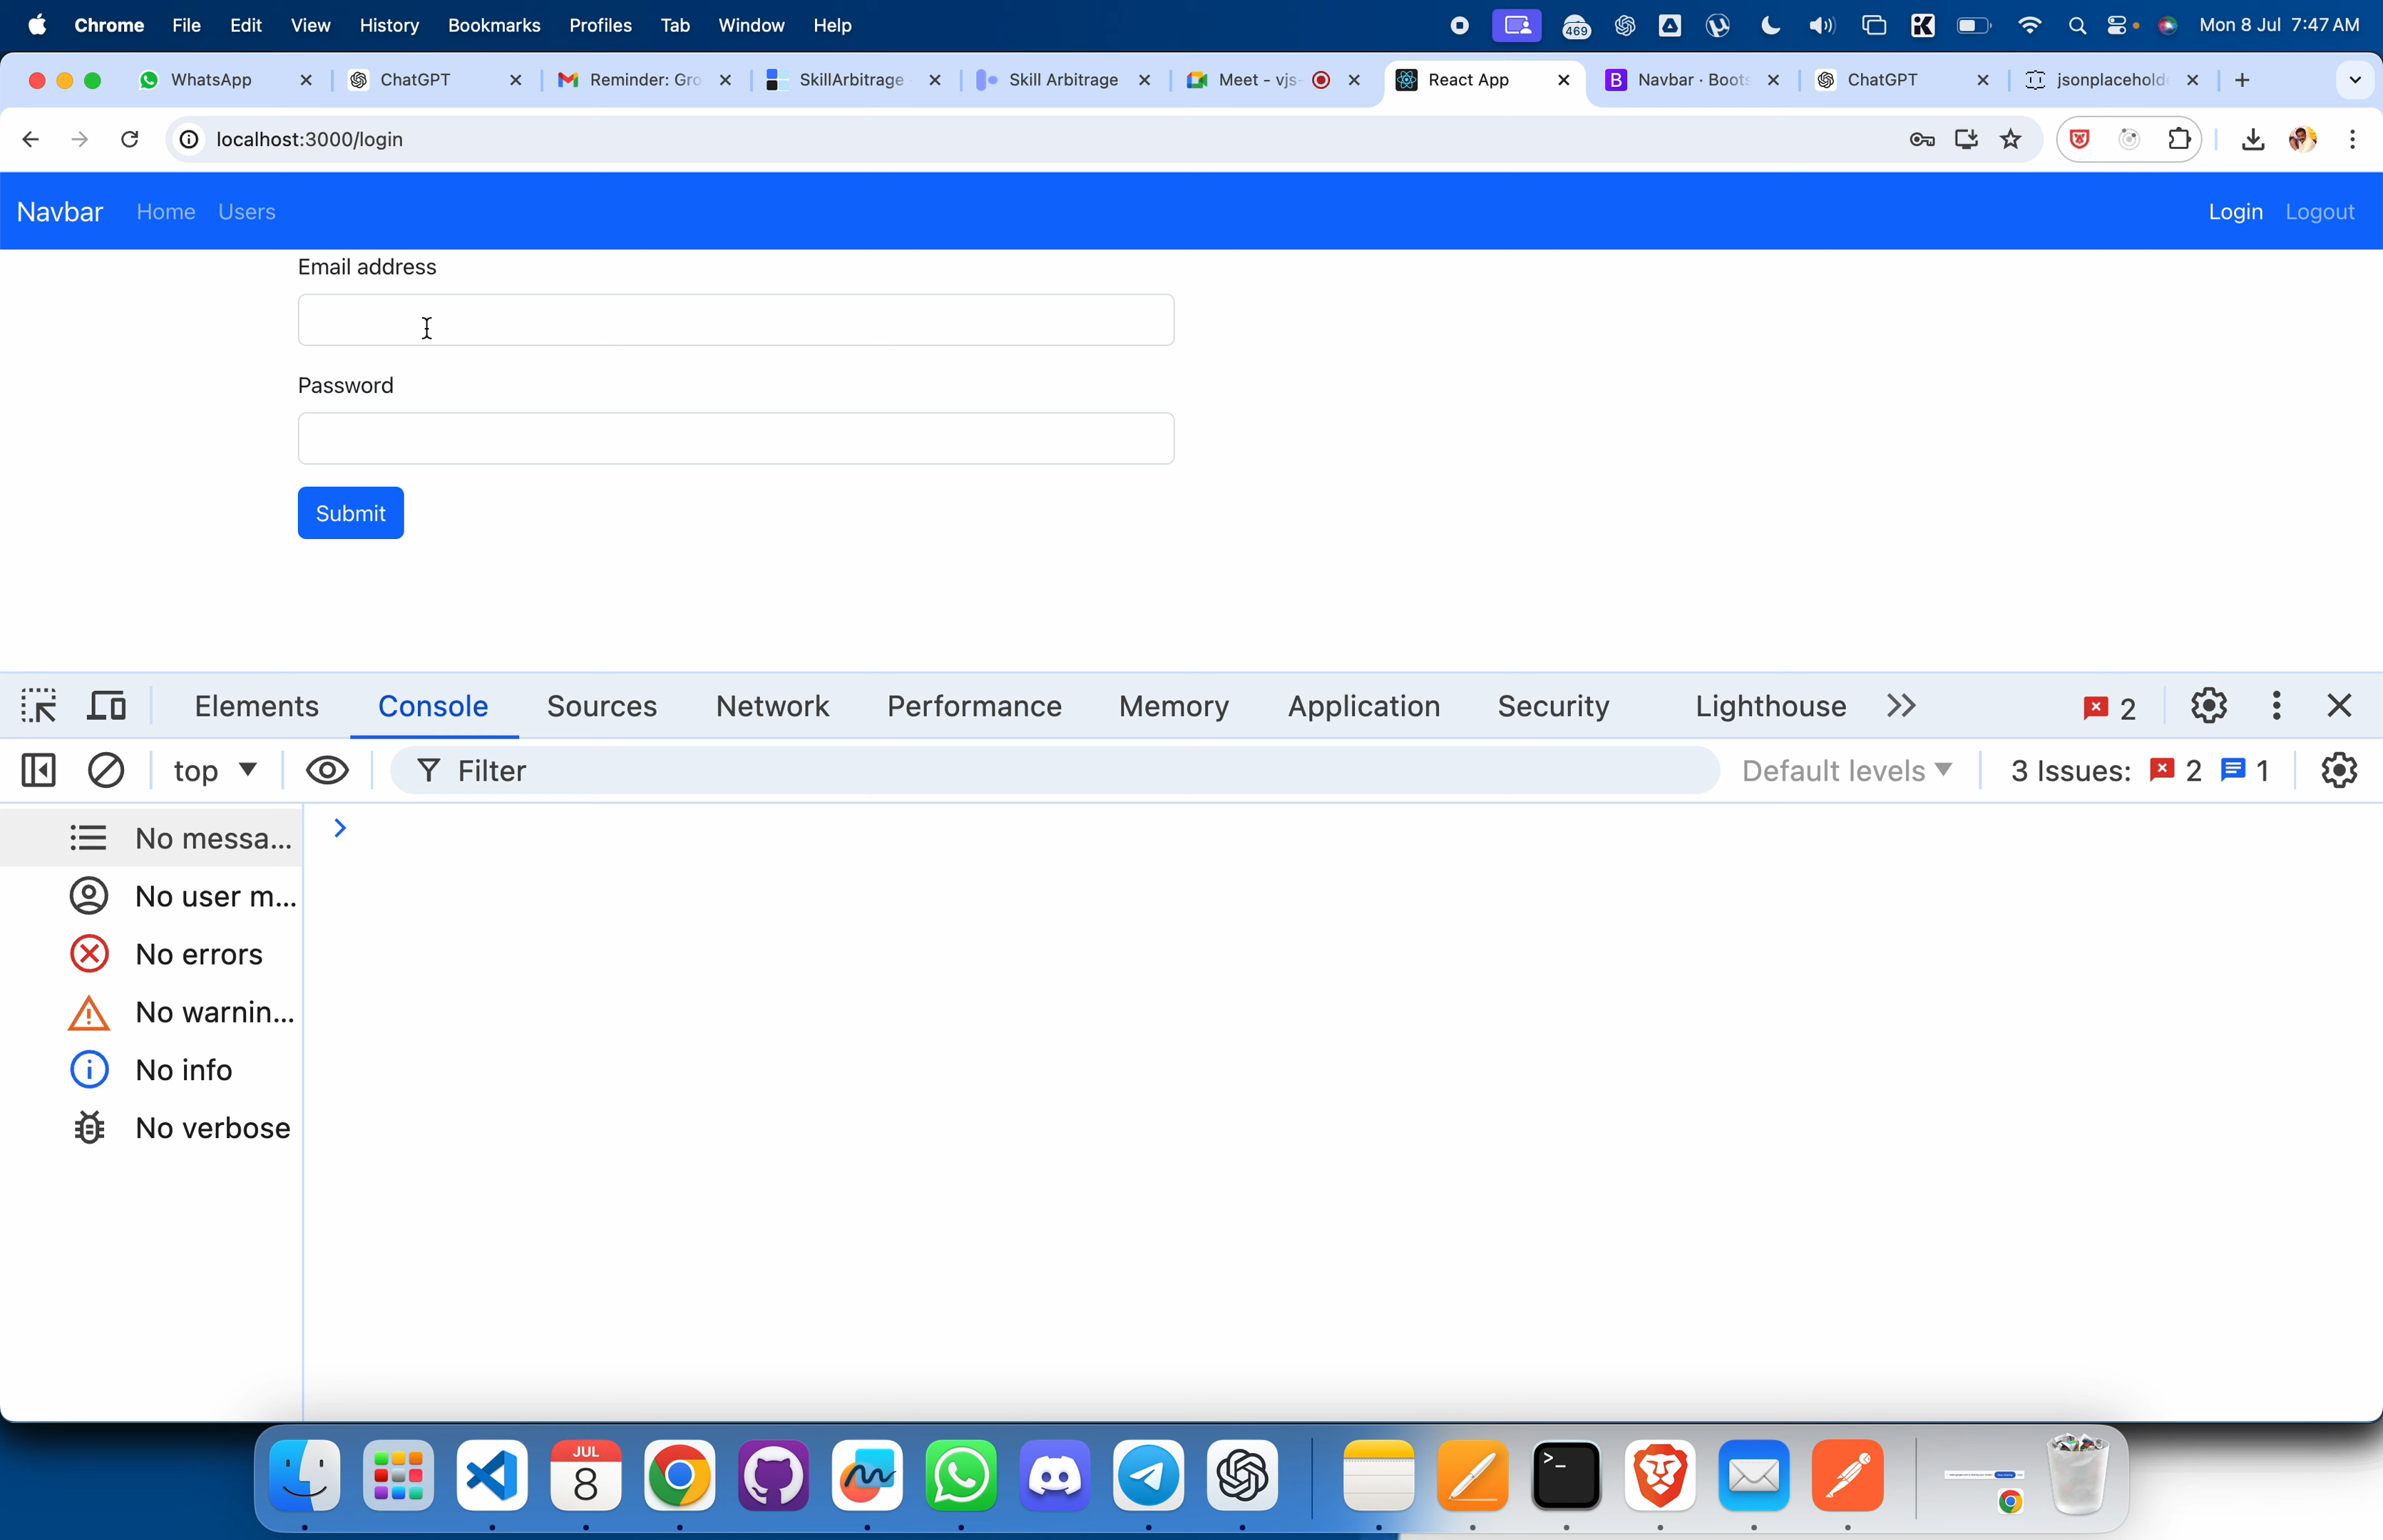 Chrome File Edit View History Bookmarks Profiles Tab Window Help 469 Mon 8 Jul 7:47 AM
WhatsApp ChatGPT Reminder: Gro SkillArbitrage Skill Arbitrage Meet - vjs- React App Navbar · Boots ChatGPT jsonplacehold
localhost:3000/login
Navbar Home Users Login Logout
Email address
Password
Submit
Elements Console Sources Network Performance Memory Application Security Lighthouse 2
top Filter Default levels 3 Issues: 2 1
No messa...
No user m...
No errors
No warnin...
No info
No verbose
JUL
8